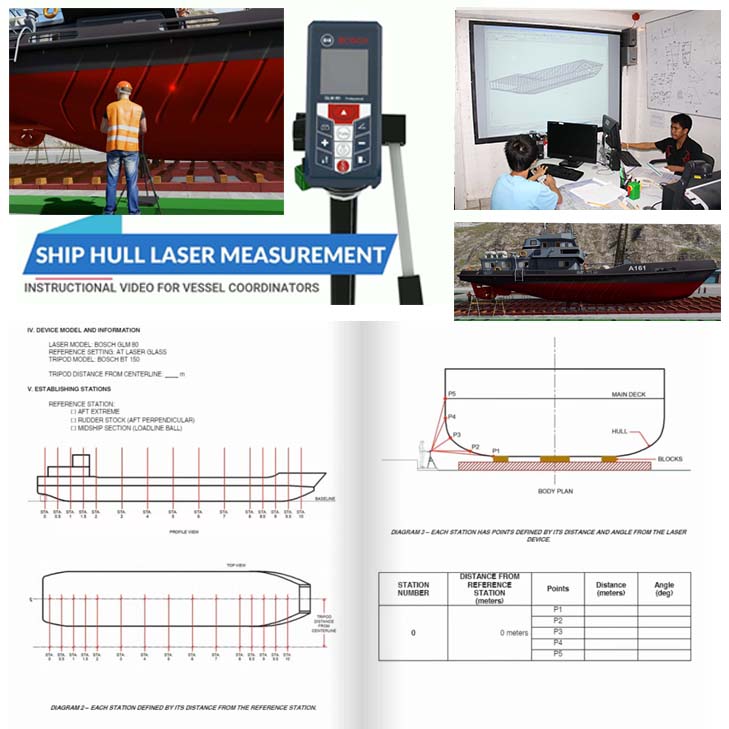 BOSCH
GLM 80 Professional
SHIP HULL LASER MEASUREMENT
INSTRUCTIONAL VIDEO FOR VESSEL COORDINATORS
A161
IV. DEVICE MODEL AND INFORMATION
LASER MODEL: BOSCH GLM 80
REFERENCE SETTING: AT LASER GLASS
TRIPOD MODEL: BOSCH BT 150
TRIPOD DISTANCE FROM CENTERLINE: ____ m
V. ESTABLISHING STATIONS
REFERENCE STATION:
[ ] AFT EXTREME
[ ] RUDDER STOCK (AFT PERPENDICULAR)
[ ] MIDSHIP SECTION (LOADLINE BALL)
BASELINE
STA. 0 STA. 0.5 STA. 1 STA. 1.5 STA. 2 STA. 3 STA. 4 STA. 5 STA. 6 STA. 7 STA. 8 STA. 8.5 STA. 9 STA. 9.5 STA. 10
PROFILE VIEW
TOP VIEW
TRIPOD
DISTANCE
FROM
CENTERLINE
STA. 0 STA. 0.5 STA. 1 STA. 1.5 STA. 2 STA. 3 STA. 4 STA. 5 STA. 6 STA. 7 STA. 8 STA. 8.5 STA. 9 STA. 9.5 STA. 10
DIAGRAM 2 – EACH STATION DEFINED BY ITS DISTANCE FROM THE REFERENCE STATION.
P5
MAIN DECK
P4
P3
HULL
P2
P1
BLOCKS
BODY PLAN
DIAGRAM 3 – EACH STATION HAS POINTS DEFINED BY ITS DISTANCE AND ANGLE FROM THE LASER
DEVICE.
STATION NUMBER DISTANCE FROM REFERENCE STATION (meters) Points Distance (meters) Angle (deg)
P1
P2
0 0 meters P3
P4
P5